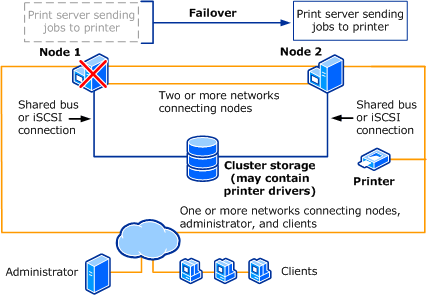 Print server sending
jobs to printer
Failover
Print server sending
jobs to printer
Node 1
Node 2
Two or more networks
connecting nodes
Shared bus
or iSCSI
connection
Shared bus
or iSCSI
connection
Cluster storage
(may contain
printer drivers)
Printer
One or more networks connecting nodes,
administrator, and clients
Administrator
Clients